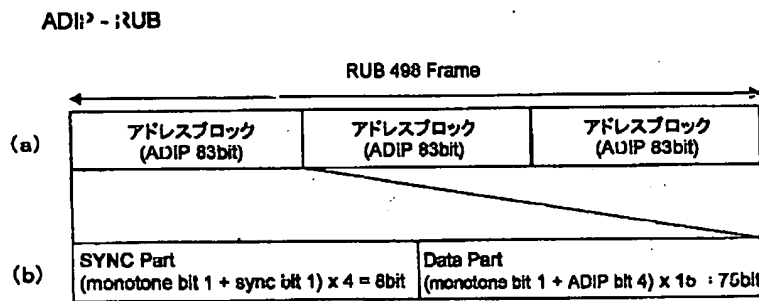 ADIP - RUB
RUB 498 Frame
(a)
アドレスブロック
(ADIP 83bit)
アドレスブロック
(ADIP 83bit)
アドレスブロック
(ADIP 83bit)
(b)
SYNC Part
(monotone bit 1 + sync bit 1) x 4 = 8bit
Data Part
(monotone bit 1 + ADIP bit 4) x 15 = 75bit